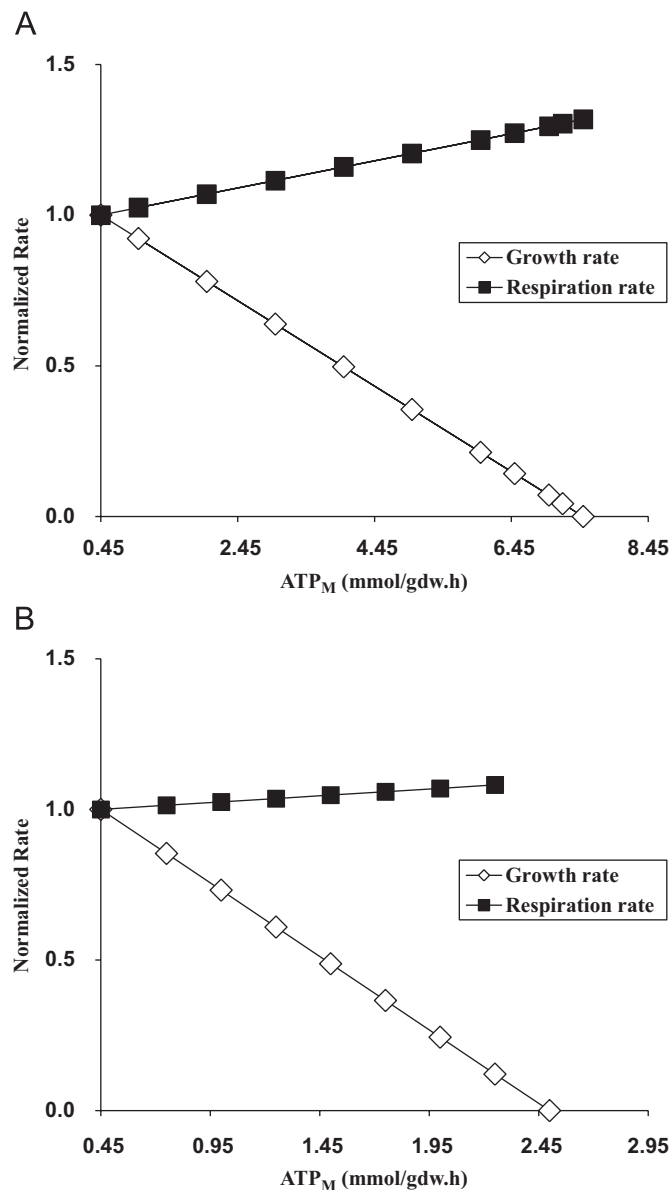 A
1.5
1.0
0.5
0.0
Normalized Rate
Growth rate
Respiration rate
0.45 2.45 4.45 6.45 8.45
ATP_M (mmol/gdw.h)
B
1.5
1.0
0.5
0.0
Normalized Rate
Growth rate
Respiration rate
0.45 0.95 1.45 1.95 2.45 2.95
ATP_M (mmol/gdw.h)